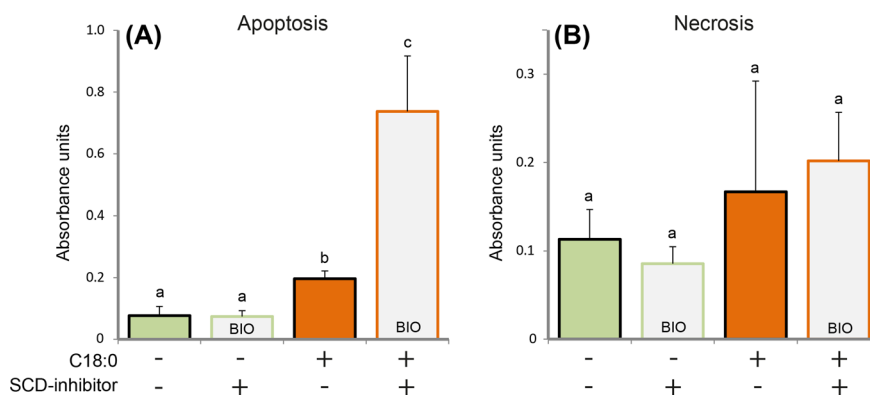 (A) Apoptosis
Absorbance units
1.0
0.8
0.6
0.4
0.2
0
a
a
b
c
BIO
BIO
(B) Necrosis
Absorbance units
0.3
0.2
0.1
0
a
a
a
a
BIO
BIO
C18:0 - - + + - - + +
SCD-inhibitor - + - + - + - +